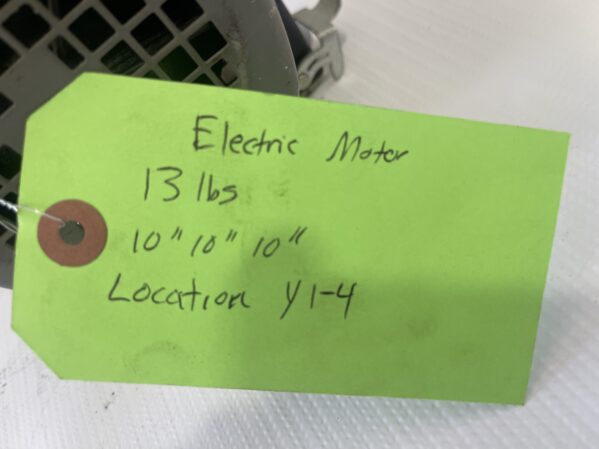 Electric Motor
13 lbs
10" 10" 10"
Location Y1-4